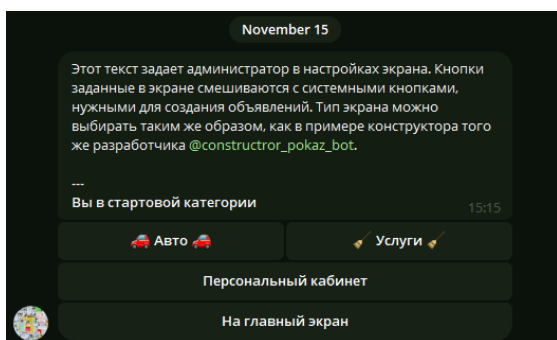 November 15
Этот текст задает администратор в настройках экрана. Кнопки
заданные в экране смешиваются с системными кнопками,
нужными для создания объявлений. Тип экрана можно
выбирать таким же образом, как в примере конструктора того
же разработчика @constructror_pokaz_bot.
---
Вы в стартовой категории
15:15
🚗 Авто 🚗
🧹 Услуги 🧹
Персональный кабинет
На главный экран